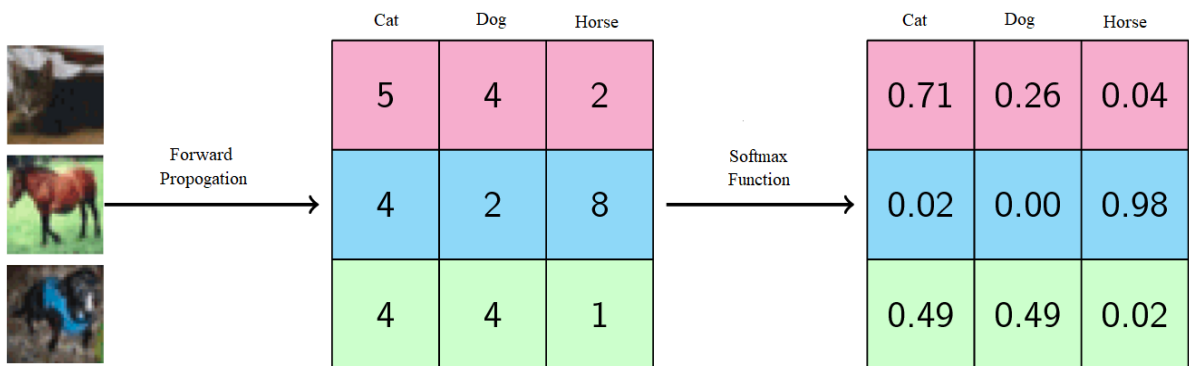 Cat Dog Horse
5 4 2
4 2 8
4 4 1
Forward
Propogation
Softmax
Function
Cat Dog Horse
0.71 0.26 0.04
0.02 0.00 0.98
0.49 0.49 0.02